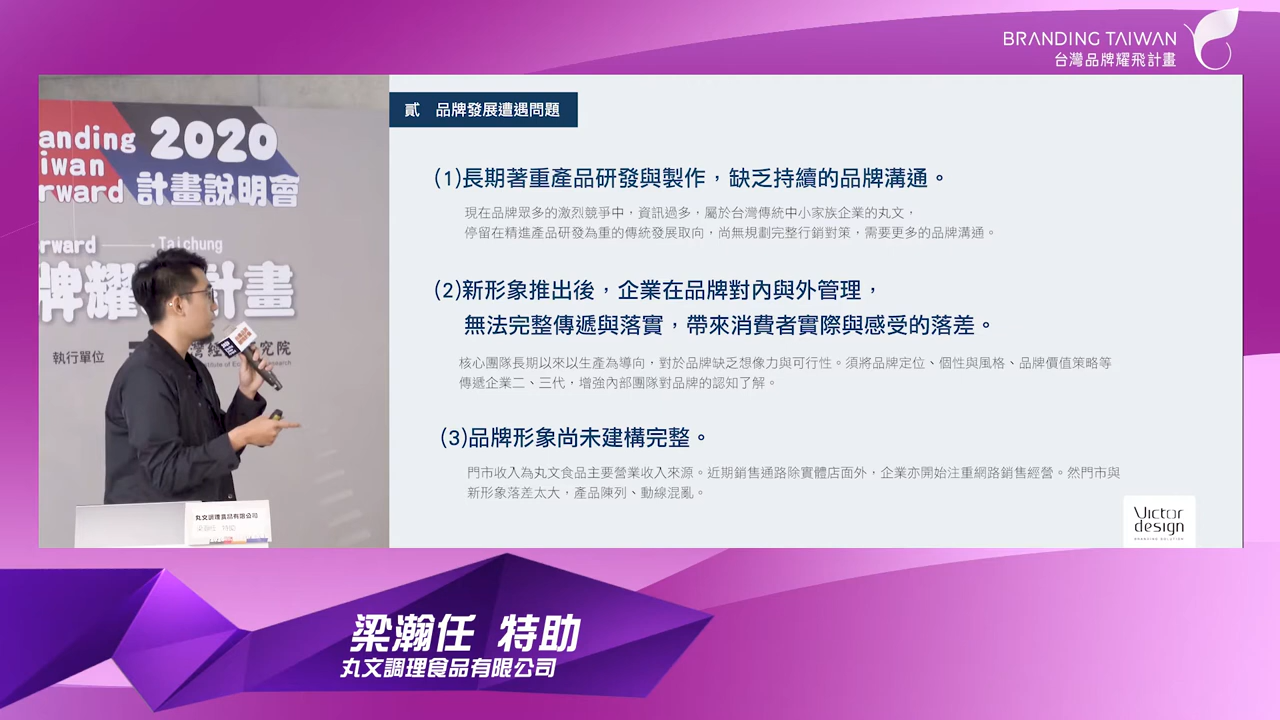 BRANDING TAIWAN
台灣品牌耀飛計畫
anding
2020
iwan
rward
計畫說明會
rward
Taichung
牌耀
計畫
執行單位
丸文調理食品有限公司
貳 品牌發展遭遇問題
(1)長期著重產品研發與製作，缺乏持續的品牌溝通。
現在品牌眾多的激烈競爭中，資訊過多，屬於台灣傳統中小家族企業的丸文，
停留在精進產品研發為重的傳統發展取向，尚無規劃完整行銷對策，需要更多的品牌溝通。
(2)新形象推出後，企業在品牌對內與外管理，
無法完整傳遞與落實，帶來消費者實際與感受的落差。
核心團隊長期以來以生產為導向，對於品牌缺乏想像力與可行性。須將品牌定位、個性與風格、品牌價值策略等
傳遞企業二、三代，增強內部團隊對品牌的認知了解。
(3)品牌形象尚未建構完整。
門市收入為丸文食品主要營業收入來源。近期銷售通路除實體店面外，企業亦開始注重網路銷售經營。然門市與
新形象落差太大，產品陳列、動線混亂。
Victor
design
BRANDING SOLUTION
梁瀚任 特助
丸文調理食品有限公司